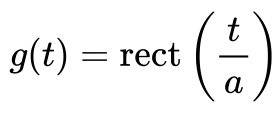 g(t) = rect(t/a)